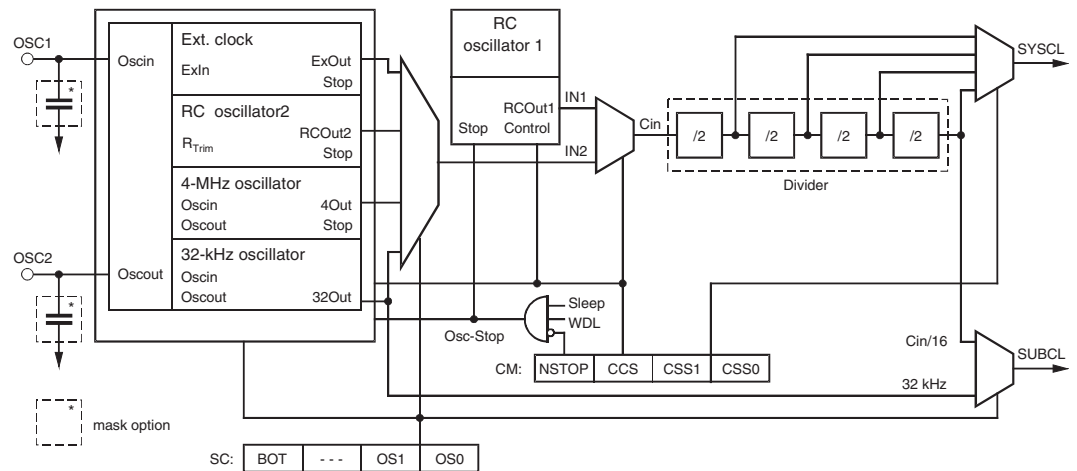 OSC1
*
OSC2
*
*
mask option
Oscin
Oscout
Ext. clock
ExIn
ExOut
Stop
RC oscillator2
RTrim
RCOut2
Stop
4-MHz oscillator
Oscin
4Out
Oscout
Stop
32-kHz oscillator
Oscin
Oscout
32Out
RC
oscillator 1
RCOut1
Stop
Control
IN1
IN2
Cin
/2
/2
/2
/2
Divider
SYSCL
Sleep
WDL
Osc-Stop
CM:
NSTOP
CCS
CSS1
CSS0
Cin/16
32 kHz
SUBCL
SC:
BOT
- - -
OS1
OS0